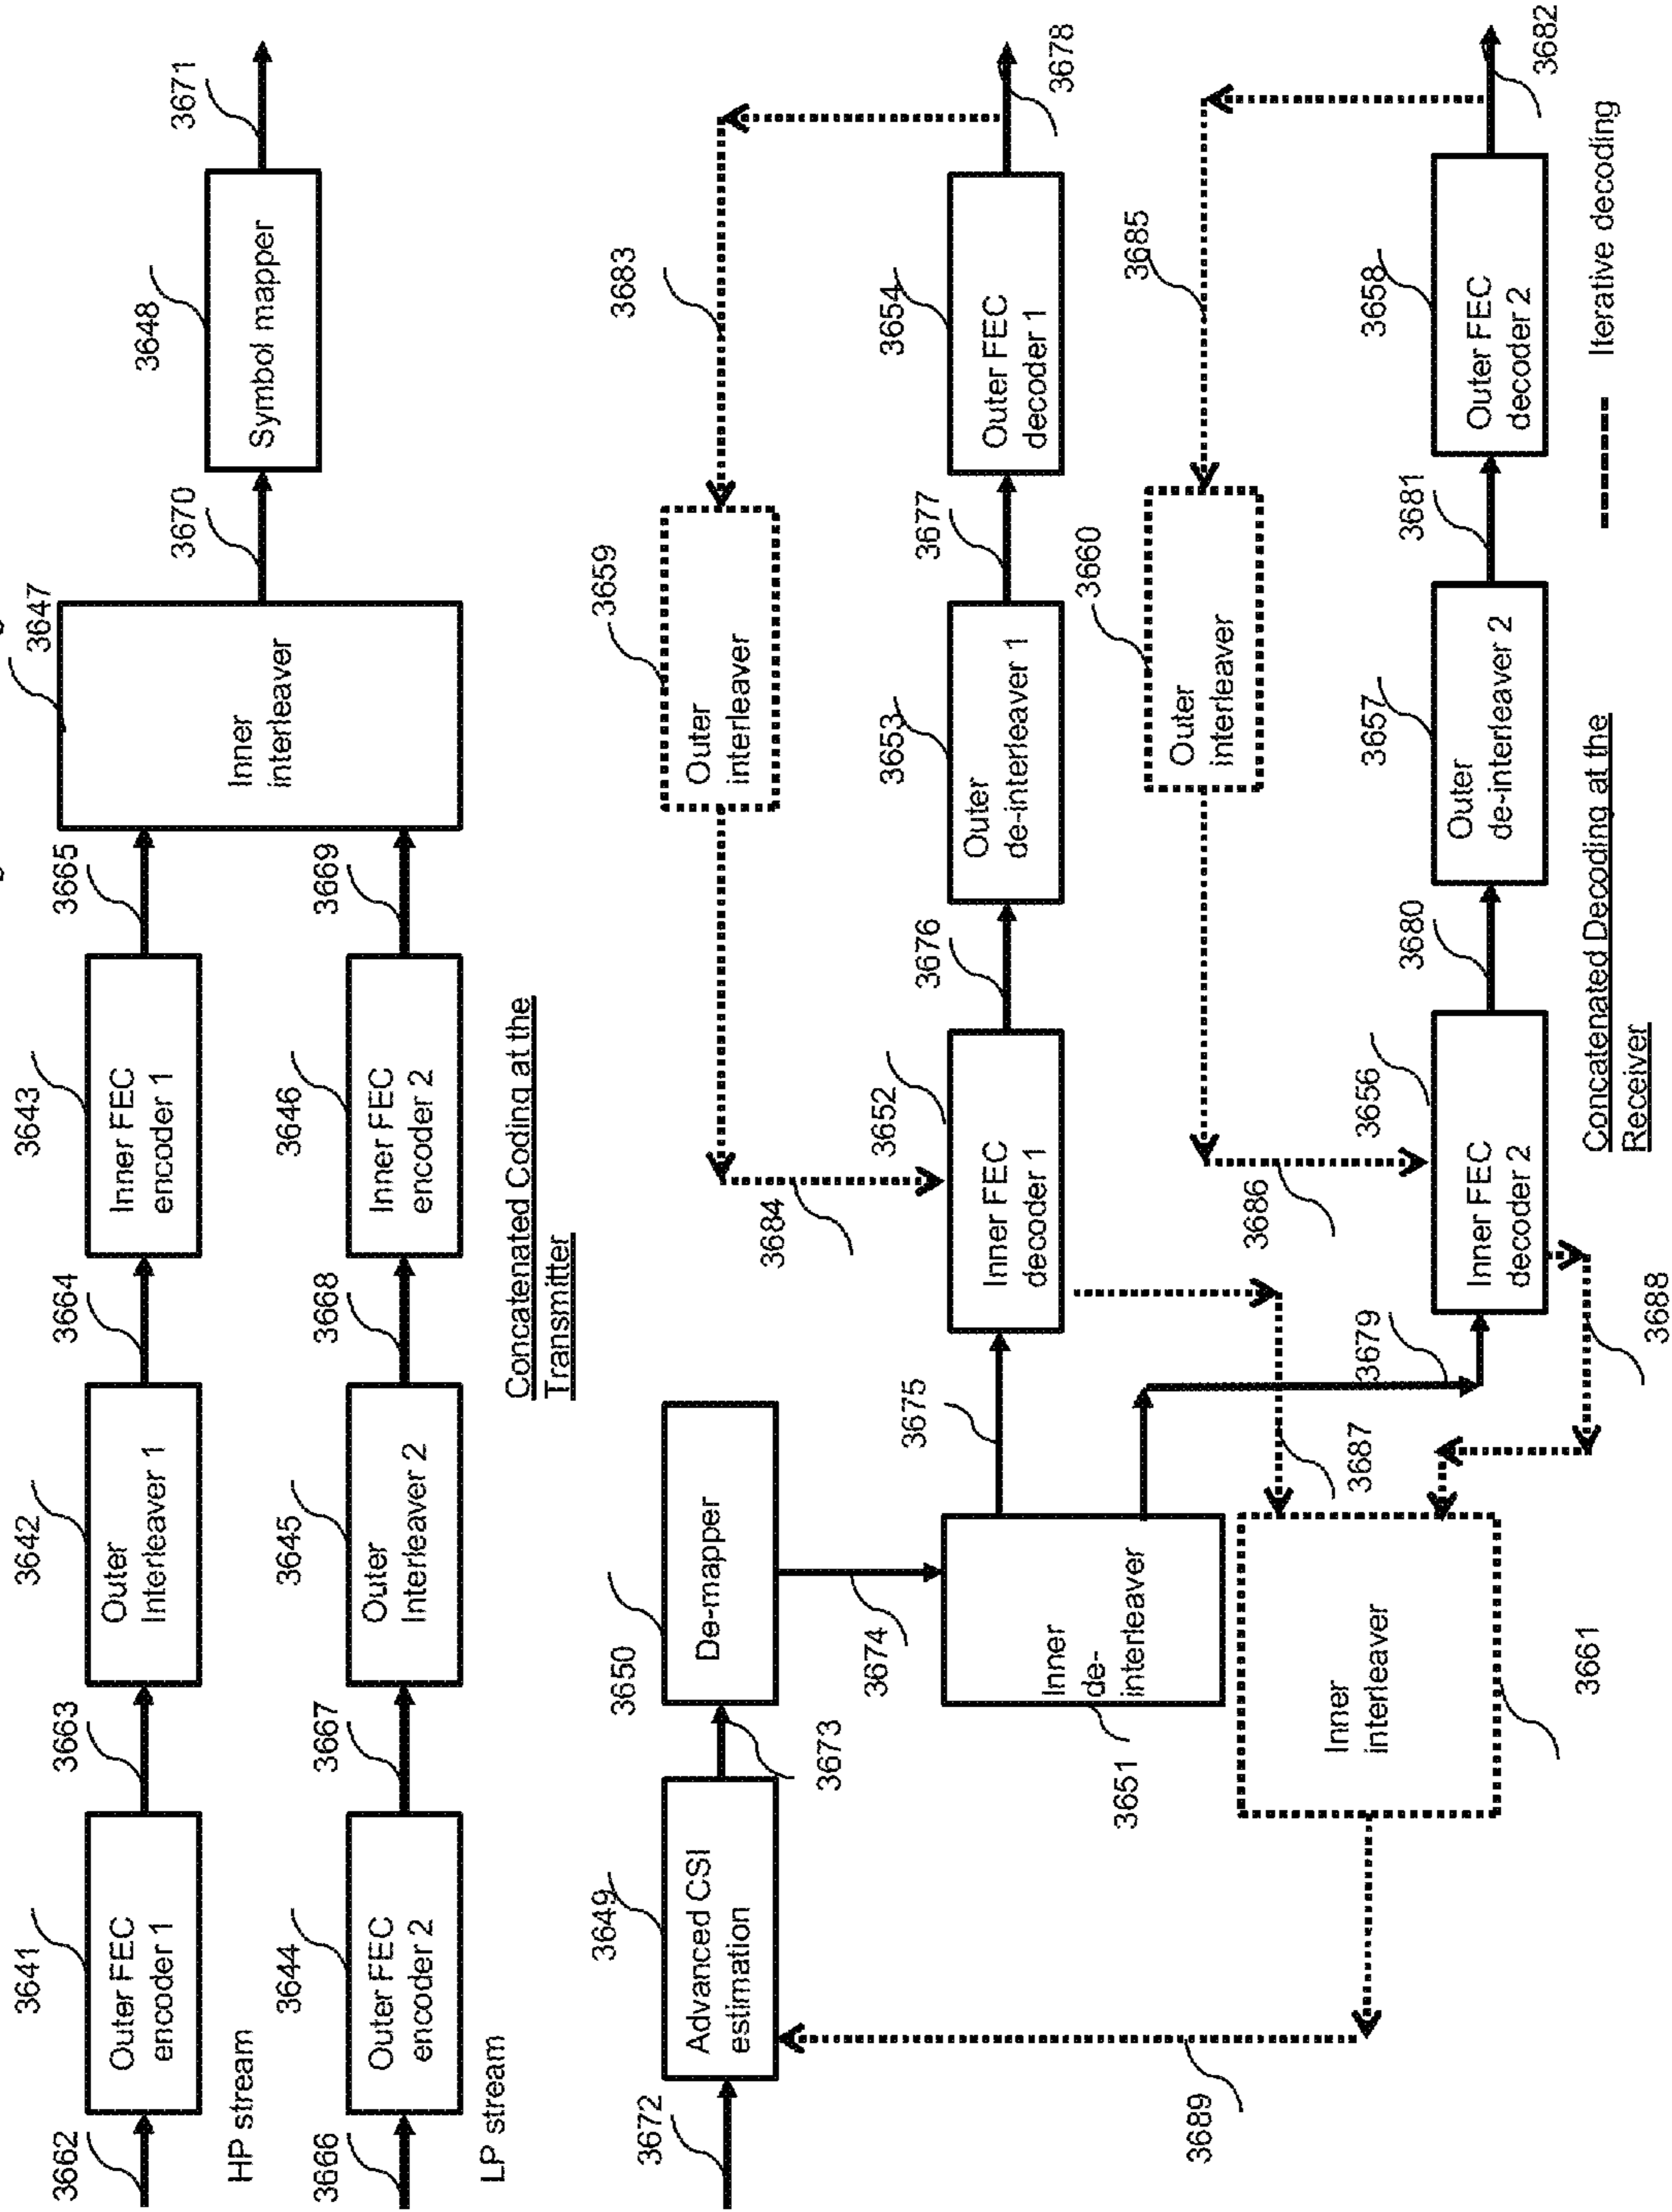 3662
3641
Outer FEC
encoder 1
HP stream
3663
3642
Outer
Interleaver 1
3664
3643
Inner FEC
encoder 1
3665
3666
3644
Outer FEC
encoder 2
LP stream
3667
3645
Outer
Interleaver 2
3668
3646
Inner FEC
encoder 2
3669
3647
Inner
interleaver
3670
3648
Symbol mapper
3671
Concatenated Coding at the
Transmitter
3672
3649
Advanced CSI
estimation
3673
3650
De-mapper
3674
3651
Inner
de-
interleaver
3675
3652
Inner FEC
decoder 1
3676
3653
Outer
de-interleaver 1
3677
3654
Outer FEC
decoder 1
3678
3683
3659
Outer
interleaver
3684
3679
3656
Inner FEC
decoder 2
3680
3657
Outer
de-interleaver 2
3681
3658
Outer FEC
decoder 2
3682
3685
3660
Outer
interleaver
3686
3687
3688
Inner
interleaver
3661
3689
Concatenated Decoding at the
Receiver
Iterative decoding